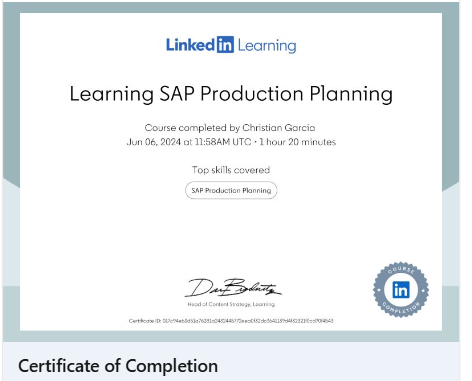 Linked in Learning
Learning SAP Production Planning
Course completed by Christian Garcia
Jun 06, 2024 at 11:58AM UTC • 1 hour 20 minutes
Top skills covered
SAP Production Planning
Head of Content Strategy, Learning
Certificate ID:
COURSE
in
COMPLETION
Certificate of Completion